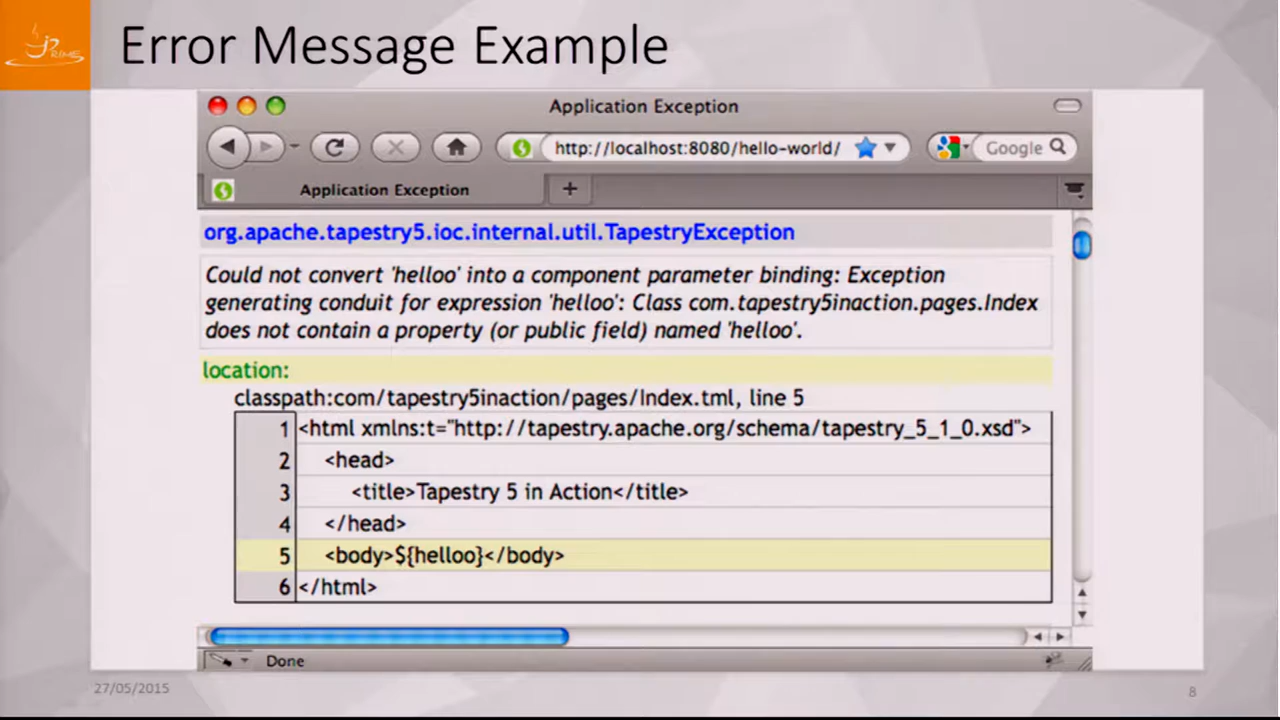 JPRIME
Error Message Example
Application Exception
http://localhost:8080/hello-world/
Google
Application Exception
org.apache.tapestry5.ioc.internal.util.TapestryException
Could not convert 'helloo' into a component parameter binding: Exception
generating conduit for expression 'helloo': Class com.tapestry5inaction.pages.Index
does not contain a property (or public field) named 'helloo'.
location:
classpath:com/tapestry5inaction/pages/Index.tml, line 5
1 <html xmlns:t="http://tapestry.apache.org/schema/tapestry_5_1_0.xsd">
2 <head>
3 <title>Tapestry 5 in Action</title>
4 </head>
5 <body>${helloo}</body>
6 </html>
Done
27/05/2015
8